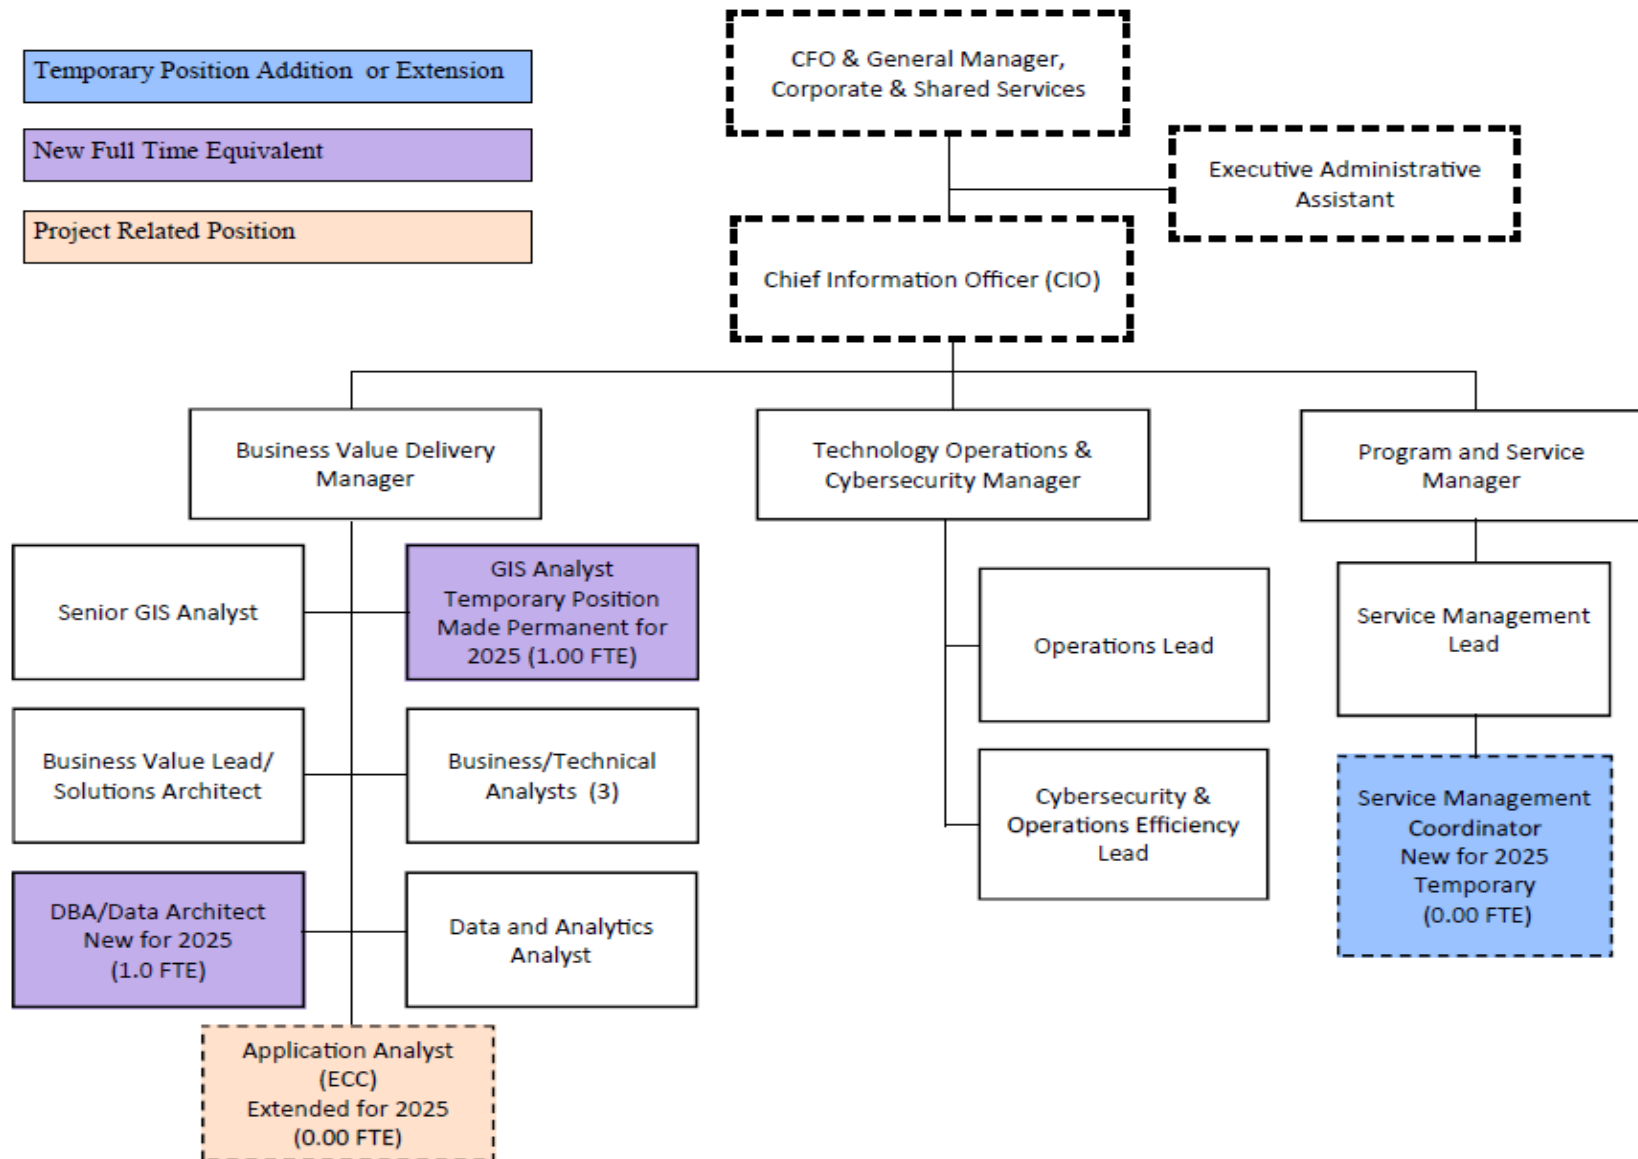 Temporary Position Addition  or Extension
New Full Time Equivalent
Project Related Position
CFO & General Manager,
Corporate & Shared Services
Executive Administrative
Assistant
Chief Information Officer (CIO)
Business Value Delivery
Manager
Technology Operations &
Cybersecurity Manager
Program and Service
Manager
Senior GIS Analyst
GIS Analyst
Temporary Position
Made Permanent for
2025 (1.00 FTE)
Business Value Lead/
Solutions Architect
Business/Technical
Analysts  (3)
DBA/Data Architect
New for 2025
(1.0 FTE)
Data and Analytics
Analyst
Application Analyst
(ECC)
Extended for 2025
(0.00 FTE)
Operations Lead
Cybersecurity &
Operations Efficiency
Lead
Service Management
Lead
Service Management
Coordinator
New for 2025
Temporary
(0.00 FTE)